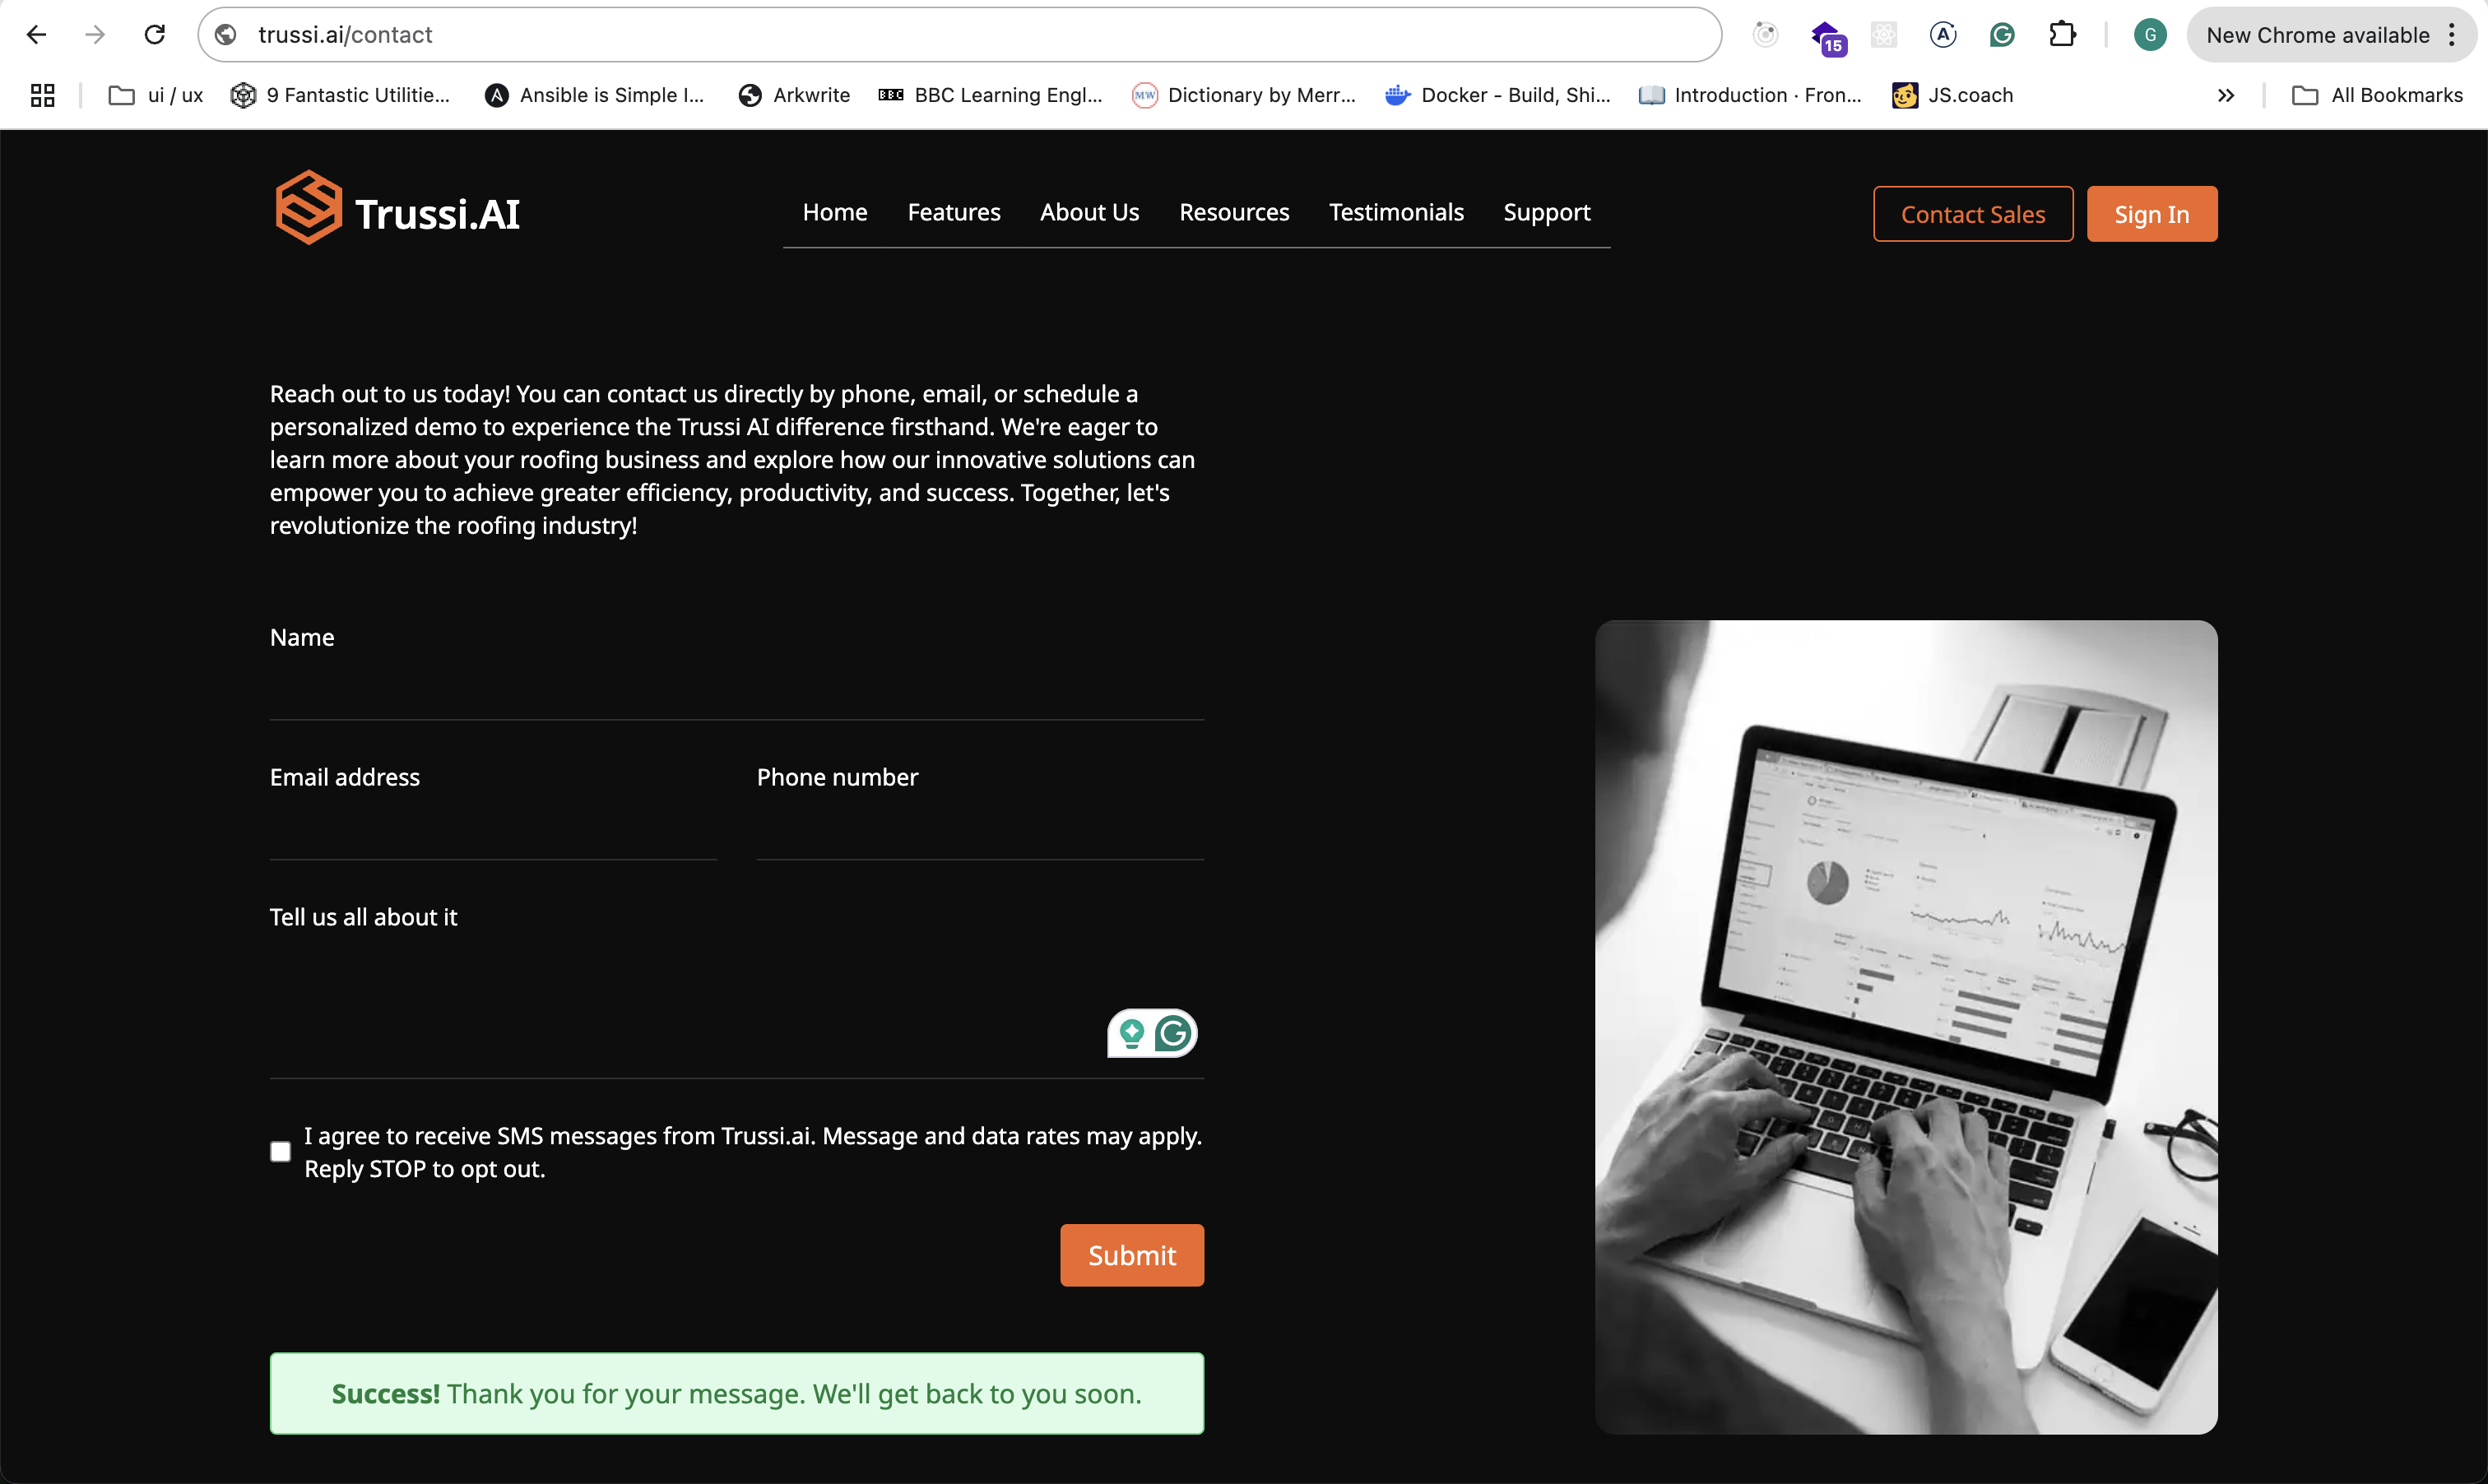 trussi.ai/contact
15
G
New Chrome available
ui / ux
9 Fantastic Utilitie...
Ansible is Simple I...
Arkwrite
BBC
BBC Learning Engl...
MW
Dictionary by Merr...
Docker - Build, Shi...
Introduction · Fron...
JS.coach
All Bookmarks
Trussi.AI
Home
Features
About Us
Resources
Testimonials
Support
Contact Sales
Sign In
Reach out to us today! You can contact us directly by phone, email, or schedule a
personalized demo to experience the Trussi AI difference firsthand. We're eager to
learn more about your roofing business and explore how our innovative solutions can
empower you to achieve greater efficiency, productivity, and success. Together, let's
revolutionize the roofing industry!
Name
Email address
Phone number
Tell us all about it
I agree to receive SMS messages from Trussi.ai. Message and data rates may apply.
Reply STOP to opt out.
Submit
Success! Thank you for your message. We'll get back to you soon.